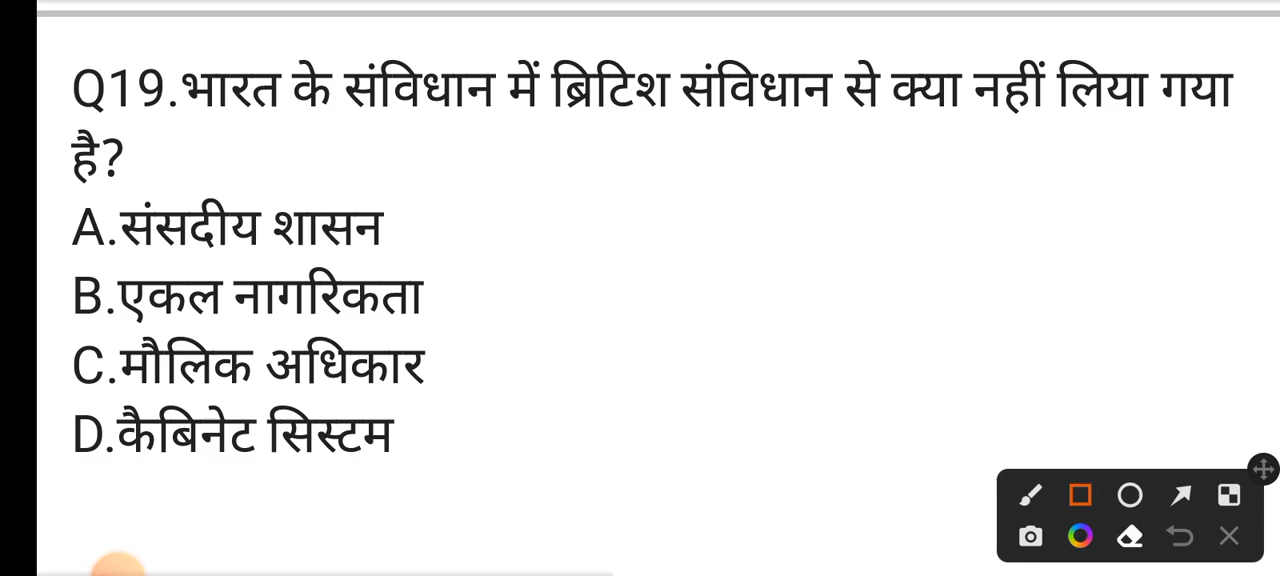 Q19.भारत के संविधान में ब्रिटिश संविधान से क्या नहीं लिया गया
है?
A.संसदीय शासन
B.एकल नागरिकता
C.मौलिक अधिकार
D.कैबिनेट सिस्टम